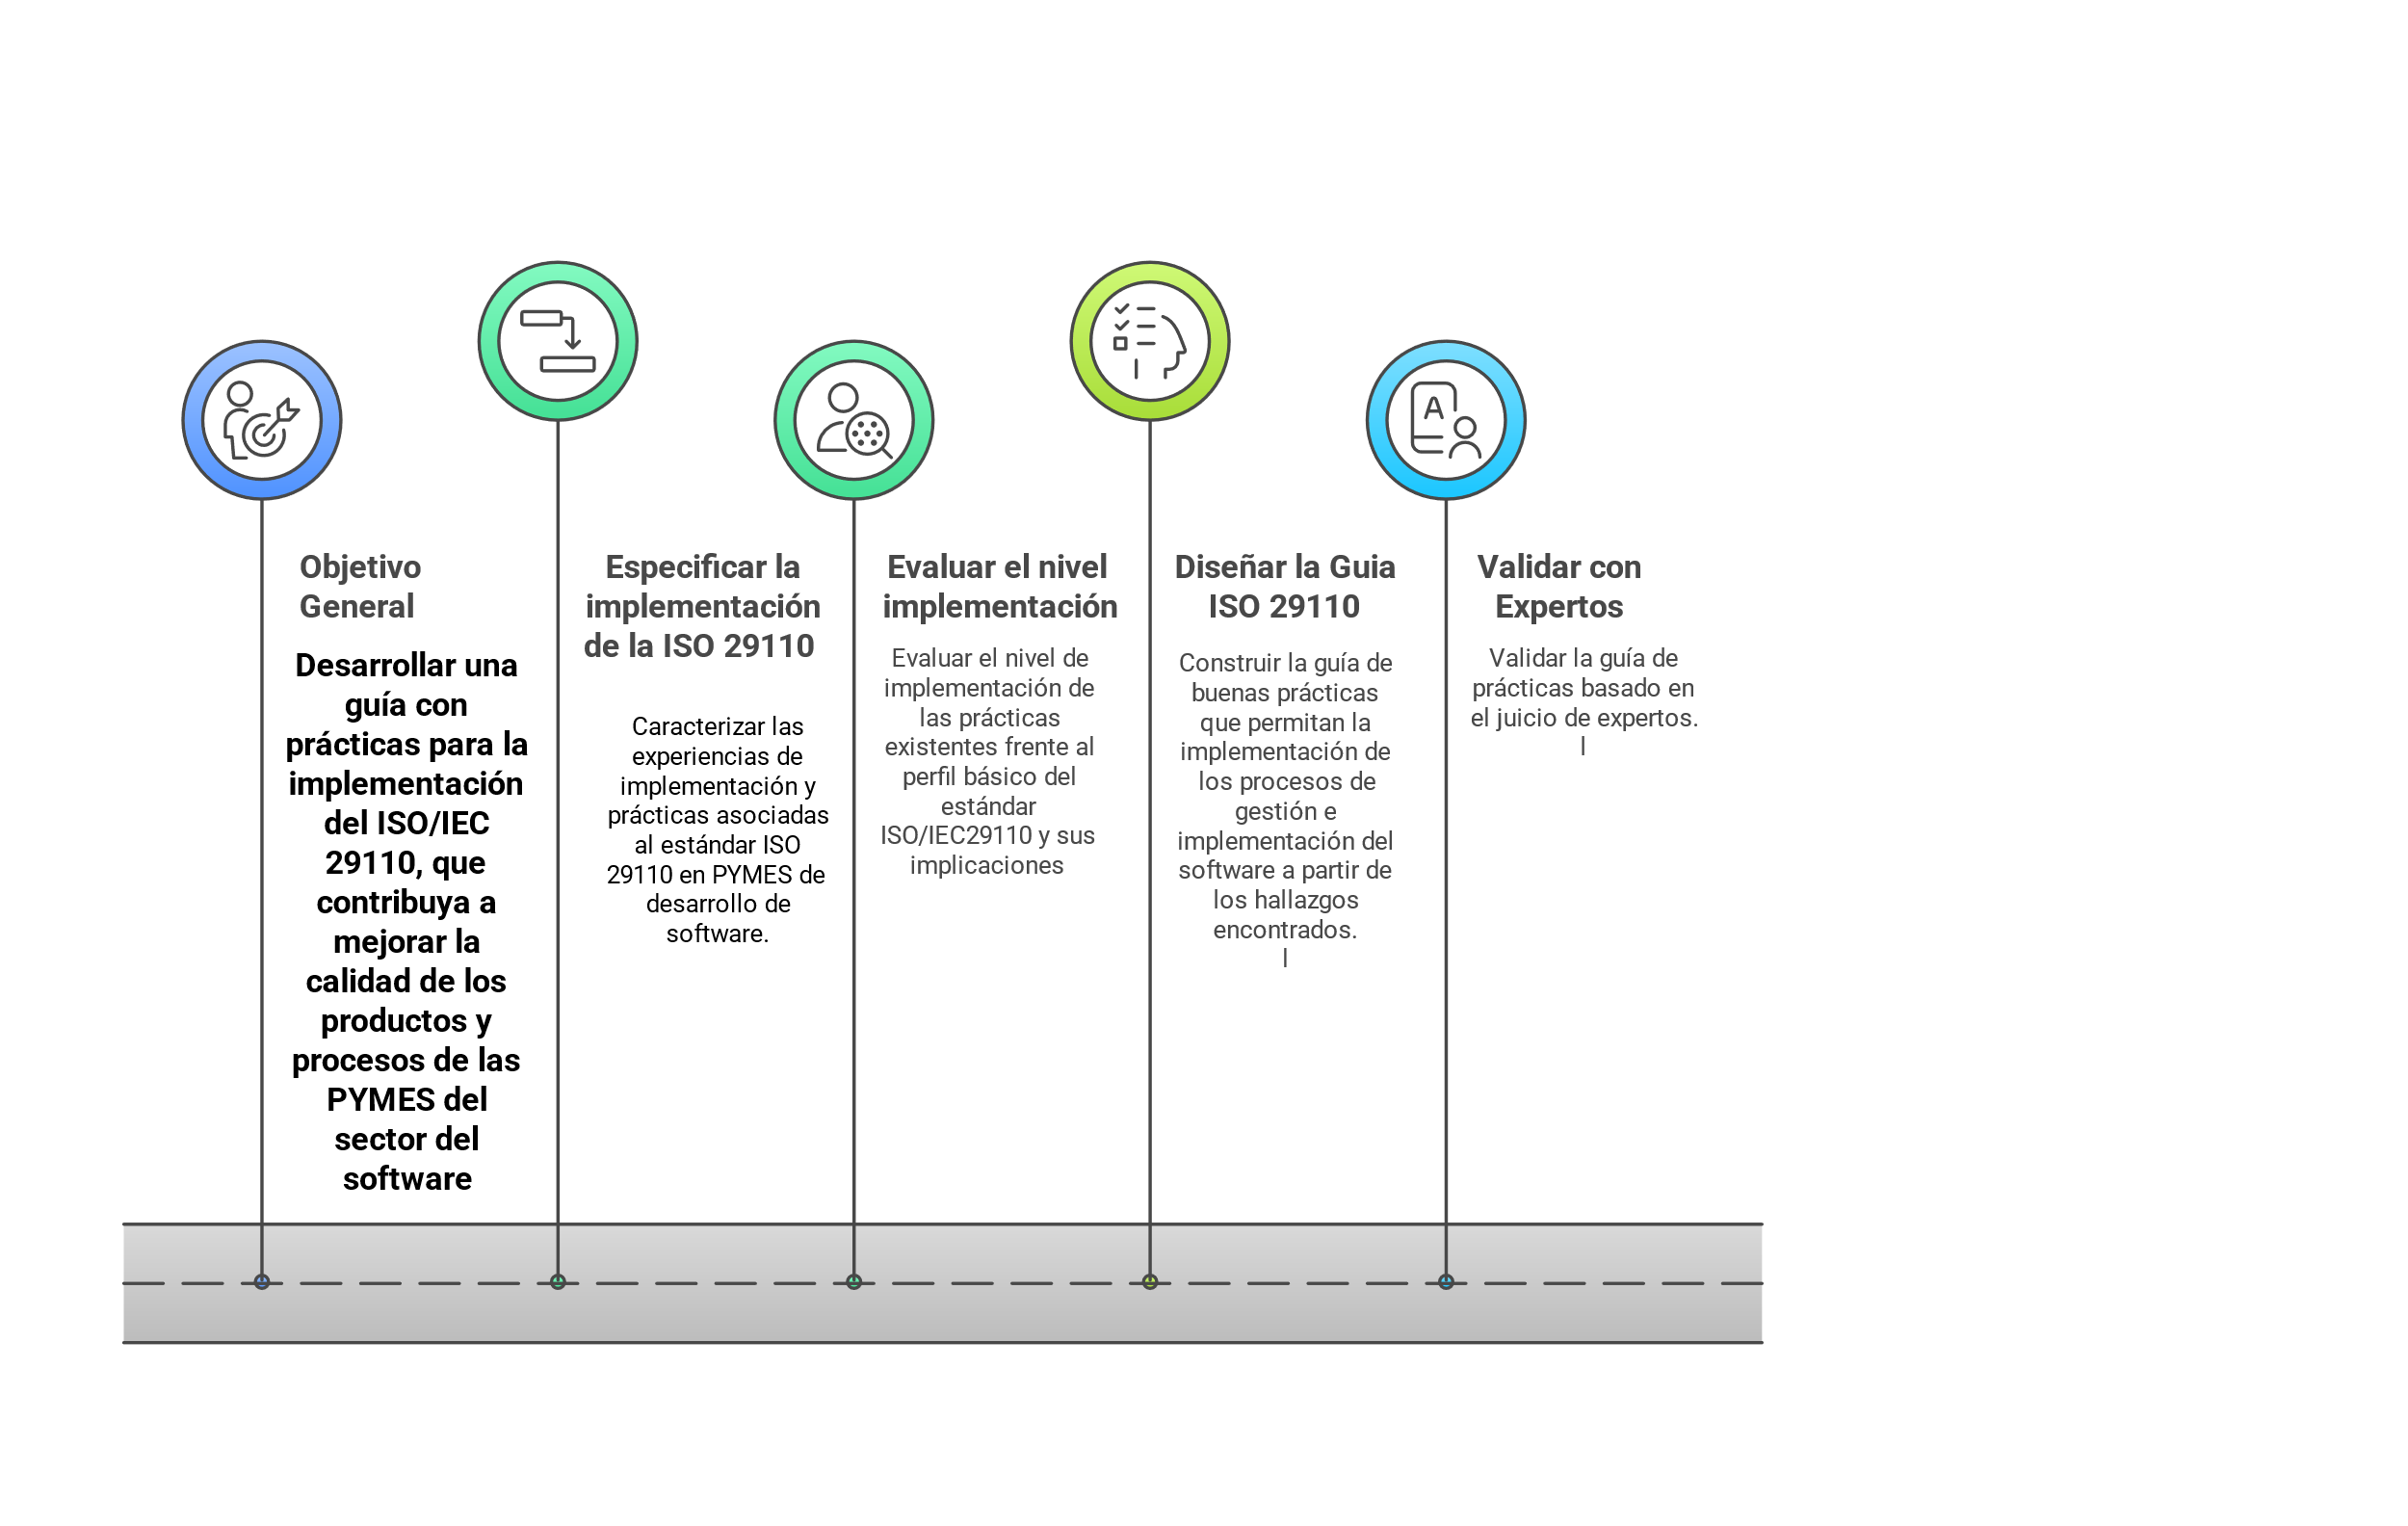 Objetivo
General
Desarrollar una
guía con
prácticas para la
implementación
del ISO/IEC
29110, que
contribuya a
mejorar la
calidad de los
productos y
procesos de las
PYMES del
sector del
software
Especificar la
implementación
de la ISO 29110
Caracterizar las
experiencias de
implementación y
prácticas asociadas
al estándar ISO
29110 en PYMES de
desarrollo de
software.
Evaluar el nivel
implementación
Evaluar el nivel de
implementación de
las prácticas
existentes frente al
perfil básico del
estándar
ISO/IEC29110 y sus
implicaciones
Diseñar la Guia
ISO 29110
Construir la guía de
buenas prácticas
que permitan la
implementación de
los procesos de
gestión e
implementación del
software a partir de
los hallazgos
encontrados.
l
A
Validar con
Expertos
Validar la guía de
prácticas basado en
el juicio de expertos.
l